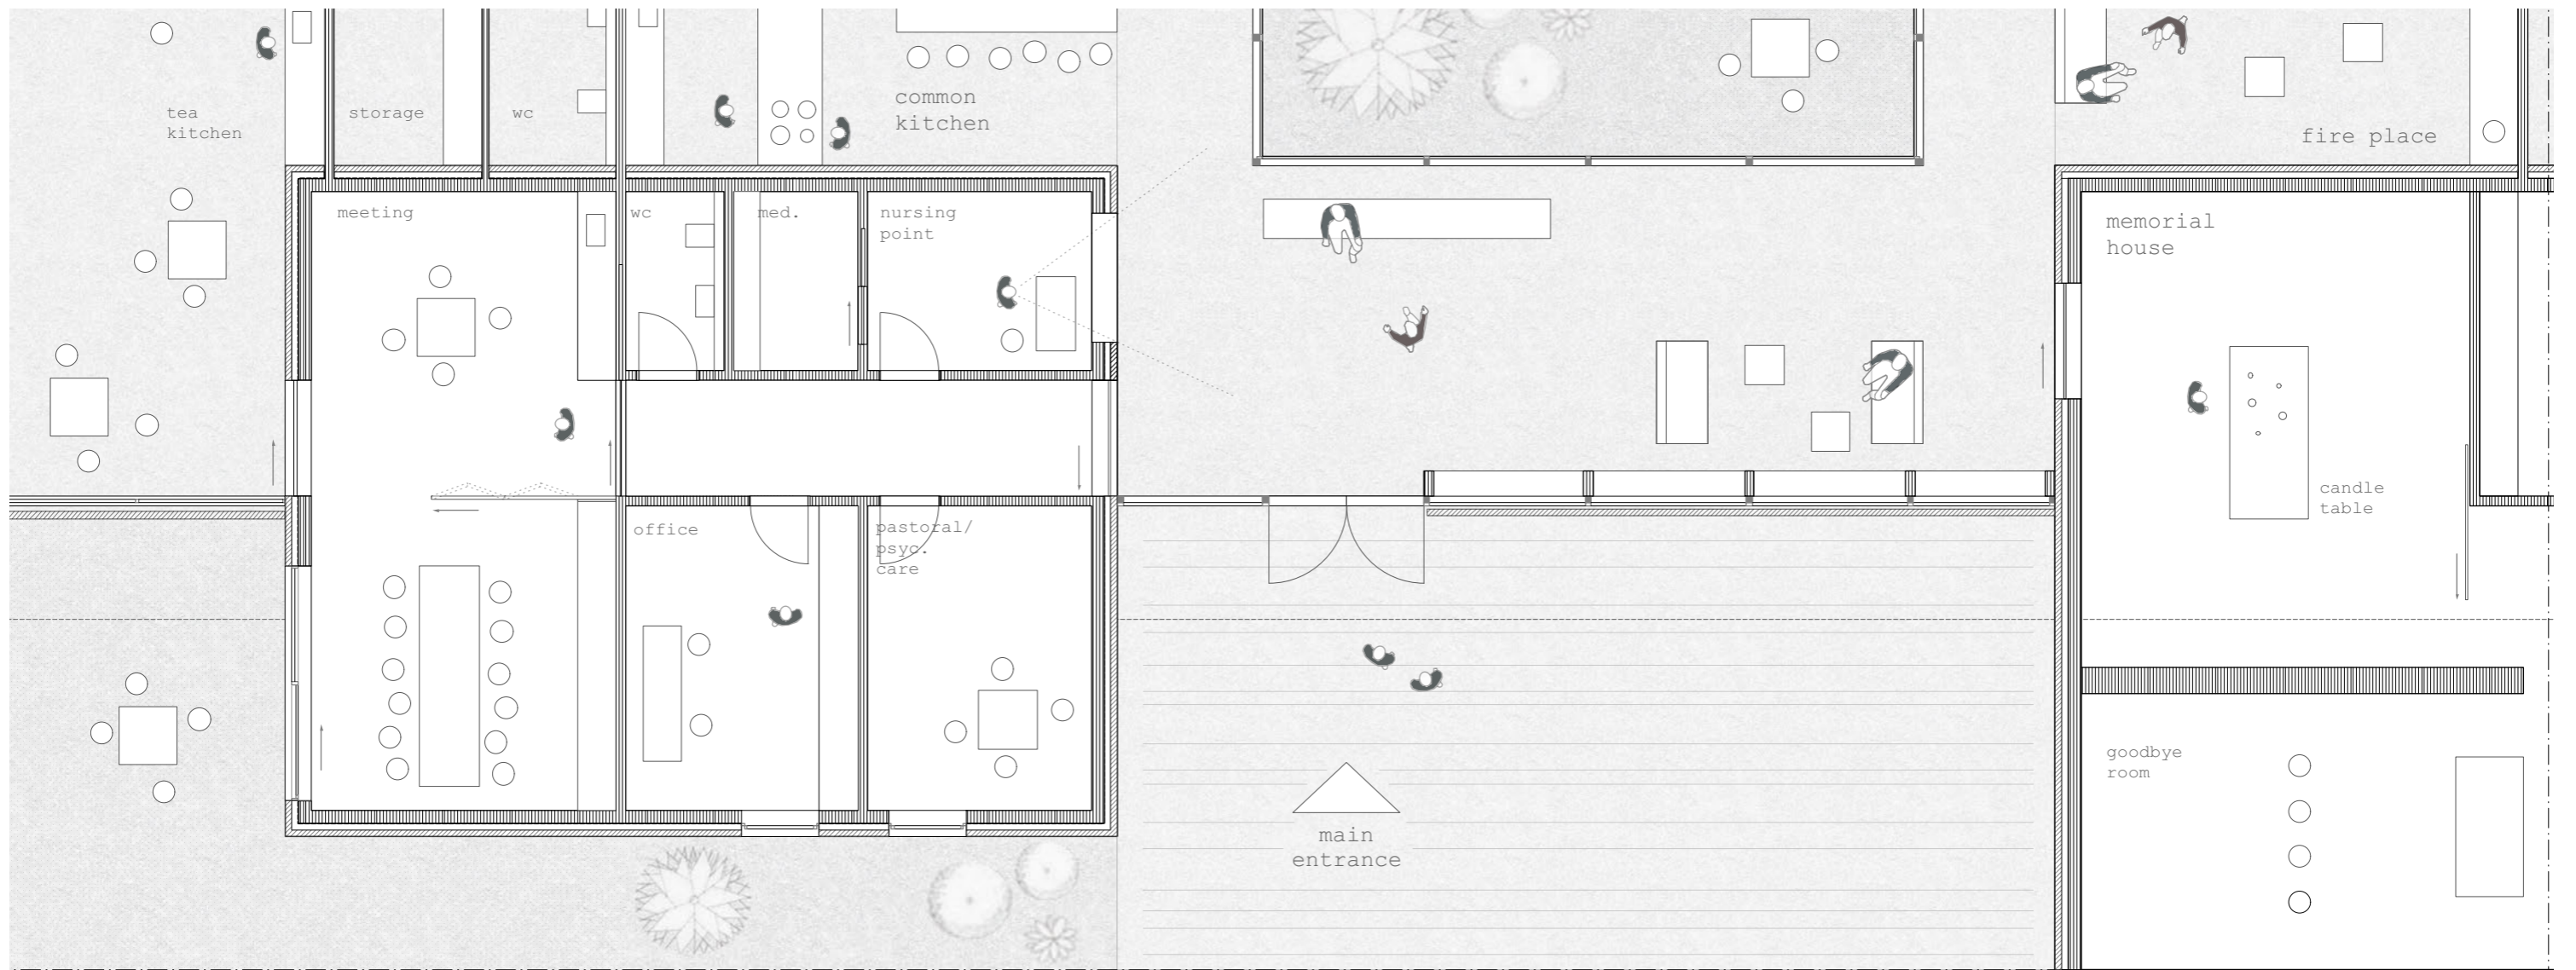 tea
kitchen
storage
wc
common
kitchen
fire place
meeting
wc
med.
nursing
point
memorial
house
candle
table
office
pastoral/
psyc.
care
goodbye
room
main
entrance